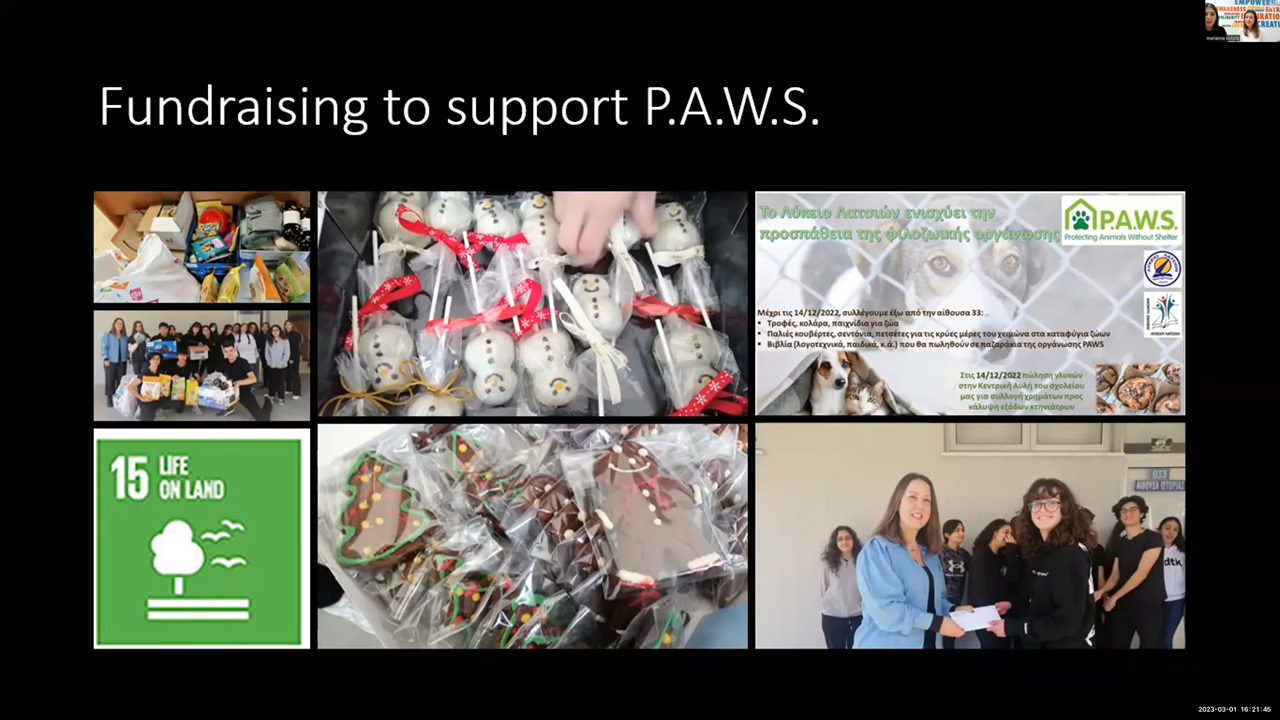 Fundraising to support P.A.W.S.
Το Λύκειο Λατσιών ενισχύει την
προσπάθεια της φιλοζωικής οργάνωσης
P.A.W.S.
Protecting Animals Without Shelter
Μέχρι τις 14/12/2022, συλλέγουμε έξω από την αίθουσα 33:
Τροφές, κολάρα, παιχνίδια για ζώα
Παλιές κουβέρτες, σεντόνια, πετσέτες για τις κρύες μέρες του χειμώνα στα καταφύγια ζώων
Βιβλία (λογοτεχνικά, παιδικά, κ.ά.) που θα πωληθούν σε παζαράκια της οργάνωσης PAWS
Στις 14/12/2022 πώληση γλυκών
στην Κεντρική Αυλή του σχολείου
μας για συλλογή χρημάτων προς
κάλυψη εξόδων κτηνιάτρων
15 LIFE
ON LAND
ΑΙΘΟΥΣΑ ΙΣΤΟΡΙΑΣ
dtk
2023-03-01 16:21:45